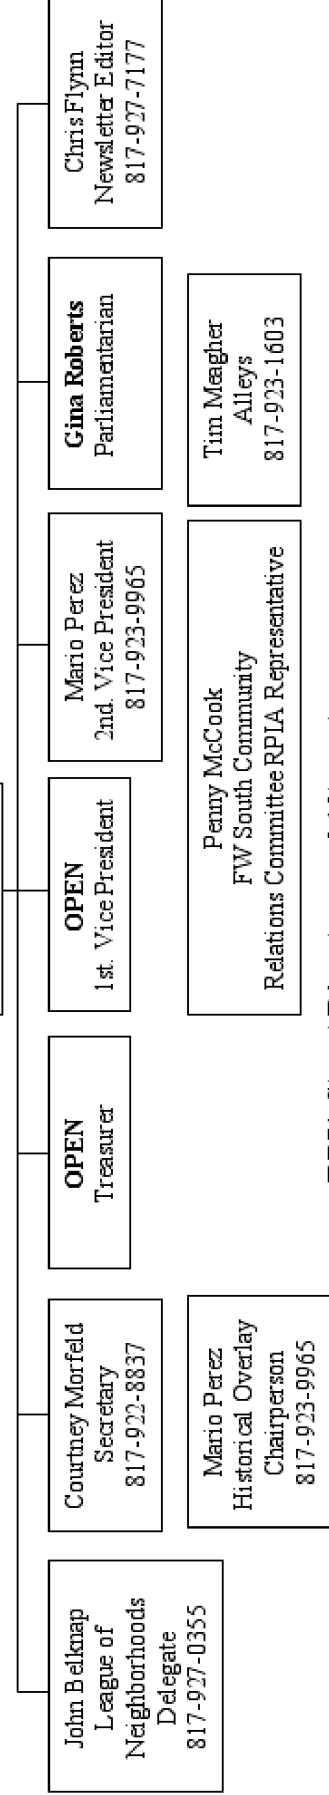 John Belknap
League of
Neighborhoods
Delegate
817-927-0355
Courtney Morfeld
Secretary
817-922-8837
OPEN
Treasurer
OPEN
1st. Vice President
Mario Perez
2nd. Vice President
817-923-9965
Gina Roberts
Parliamentarian
Chris Flynn
Newsletter Editor
817-927-7177
Mario Perez
Historical Overlay
Chairperson
817-923-9965
Penny McCook
FW South Community
Relations Committee RPIA Representative
Tim Meagher
Alleys
817-923-1603